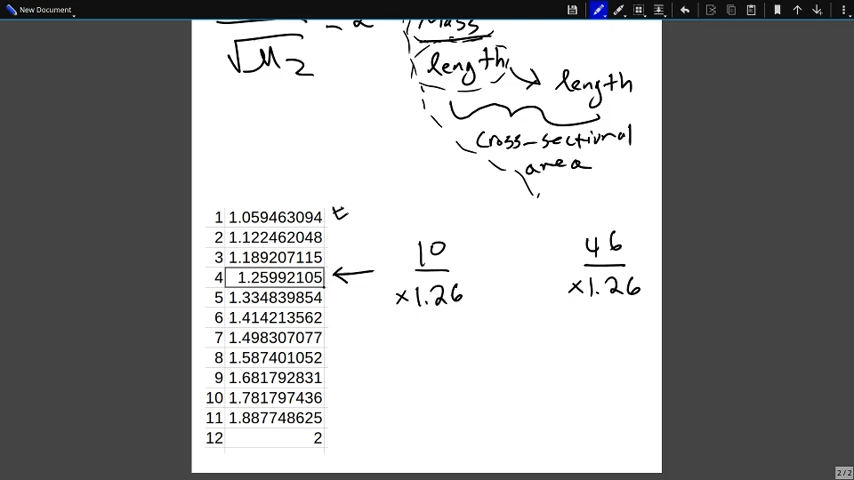 New Document
Mass
√M2 = α
length → length
cross-sectional
area
1 1.059463094 t
2 1.122462048
3 1.189207115
4 1.25992105
5 1.334839854
6 1.414213562
7 1.498307077
8 1.587401052
9 1.681792831
10 1.781797436
11 1.887748625
12 2
10
×1.26
46
×1.26
2/2